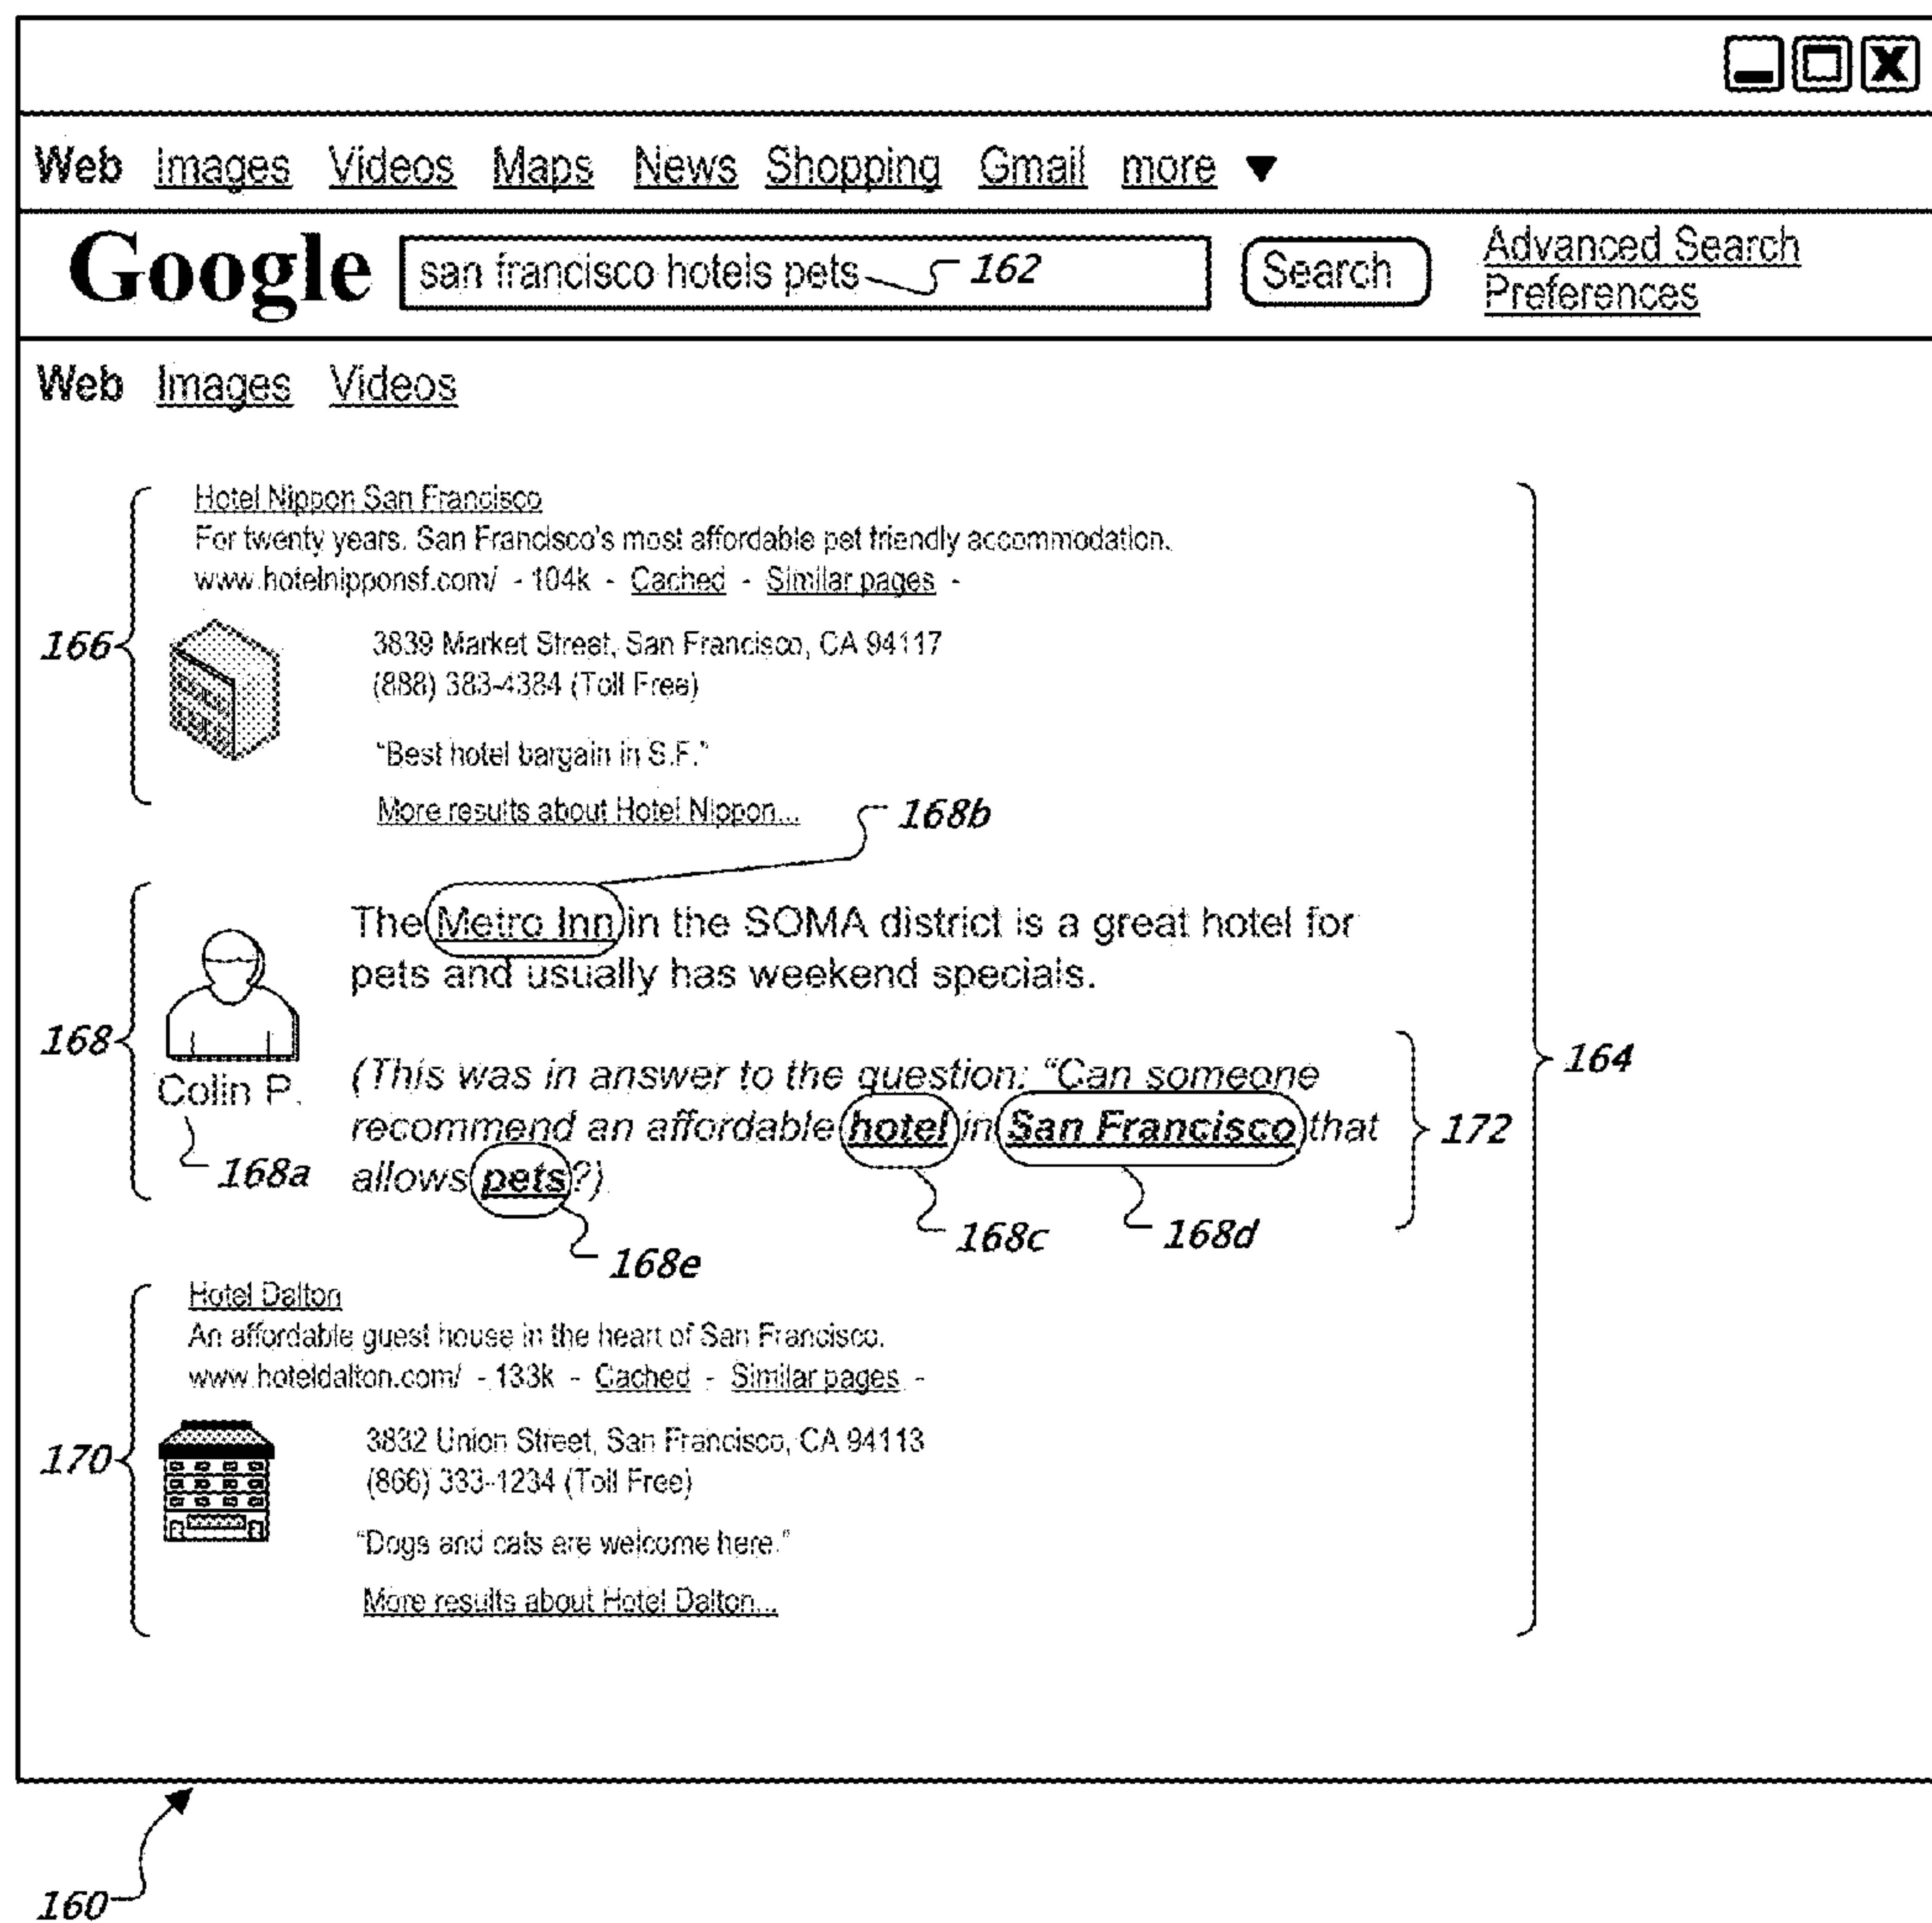 Web Images Videos Maps News Shopping Gmail more ▼
Google san francisco hotels pets 162 Search Advanced Search
Preferences
Web Images Videos
Hotel Nippon San Francisco
For twenty years. San Francisco's most affordable pet friendly accommodation.
www.hotelnipponsf.com/ - 104k - Cached - Similar pages -
166
3839 Market Street, San Francisco, CA 94117
(888) 383-4384 (Toll Free)
"Best hotel bargain in S.F."
More results about Hotel Nippon...
168b
The Metro Inn in the SOMA district is a great hotel for
pets and usually has weekend specials.
168
164
Colin P.
(This was in answer to the question: "Can someone
recommend an affordable hotel in San Francisco that
allows pets?)
172
168a
168c
168d
168e
Hotel Dalton
An affordable guest house in the heart of San Francisco.
www.hoteldalton.com/ - 133k - Cached - Similar pages -
170
3832 Union Street, San Francisco, CA 94113
(866) 333-1234 (Toll Free)
"Dogs and cats are welcome here."
More results about Hotel Dalton...
160